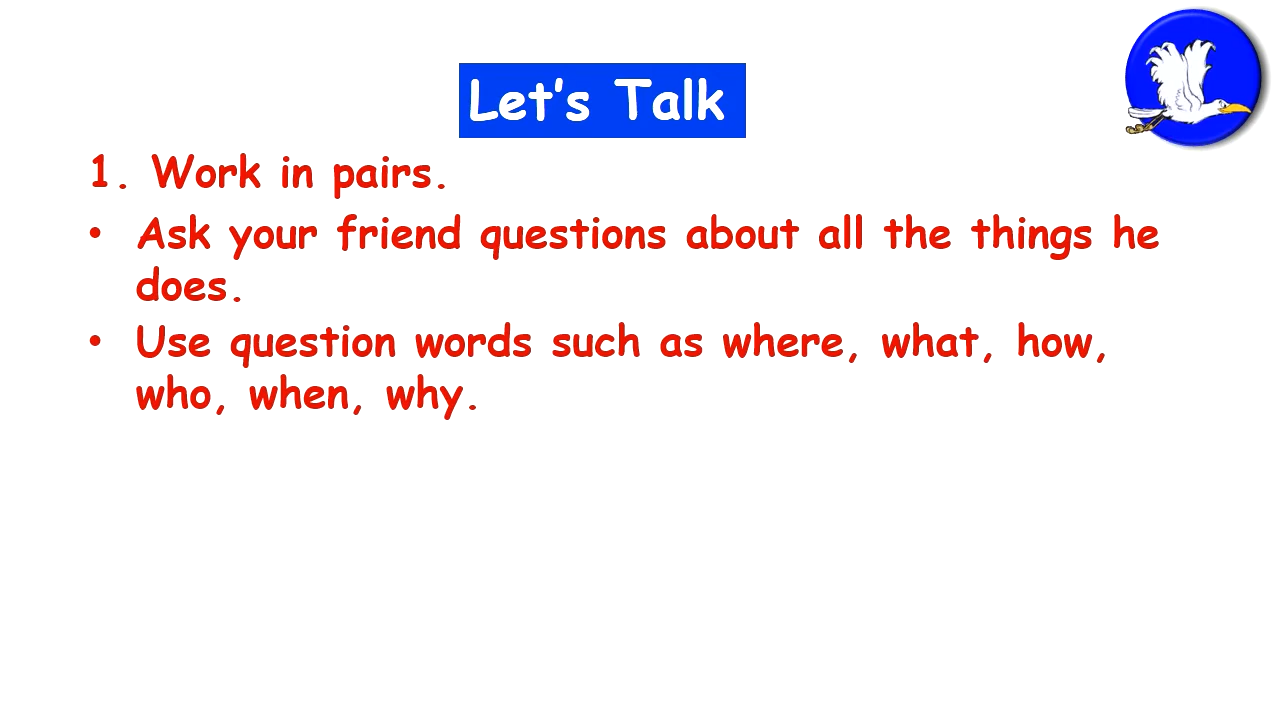 Let's Talk
1. Work in pairs.
• Ask your friend questions about all the things he
does.
• Use question words such as where, what, how,
who, when, why.